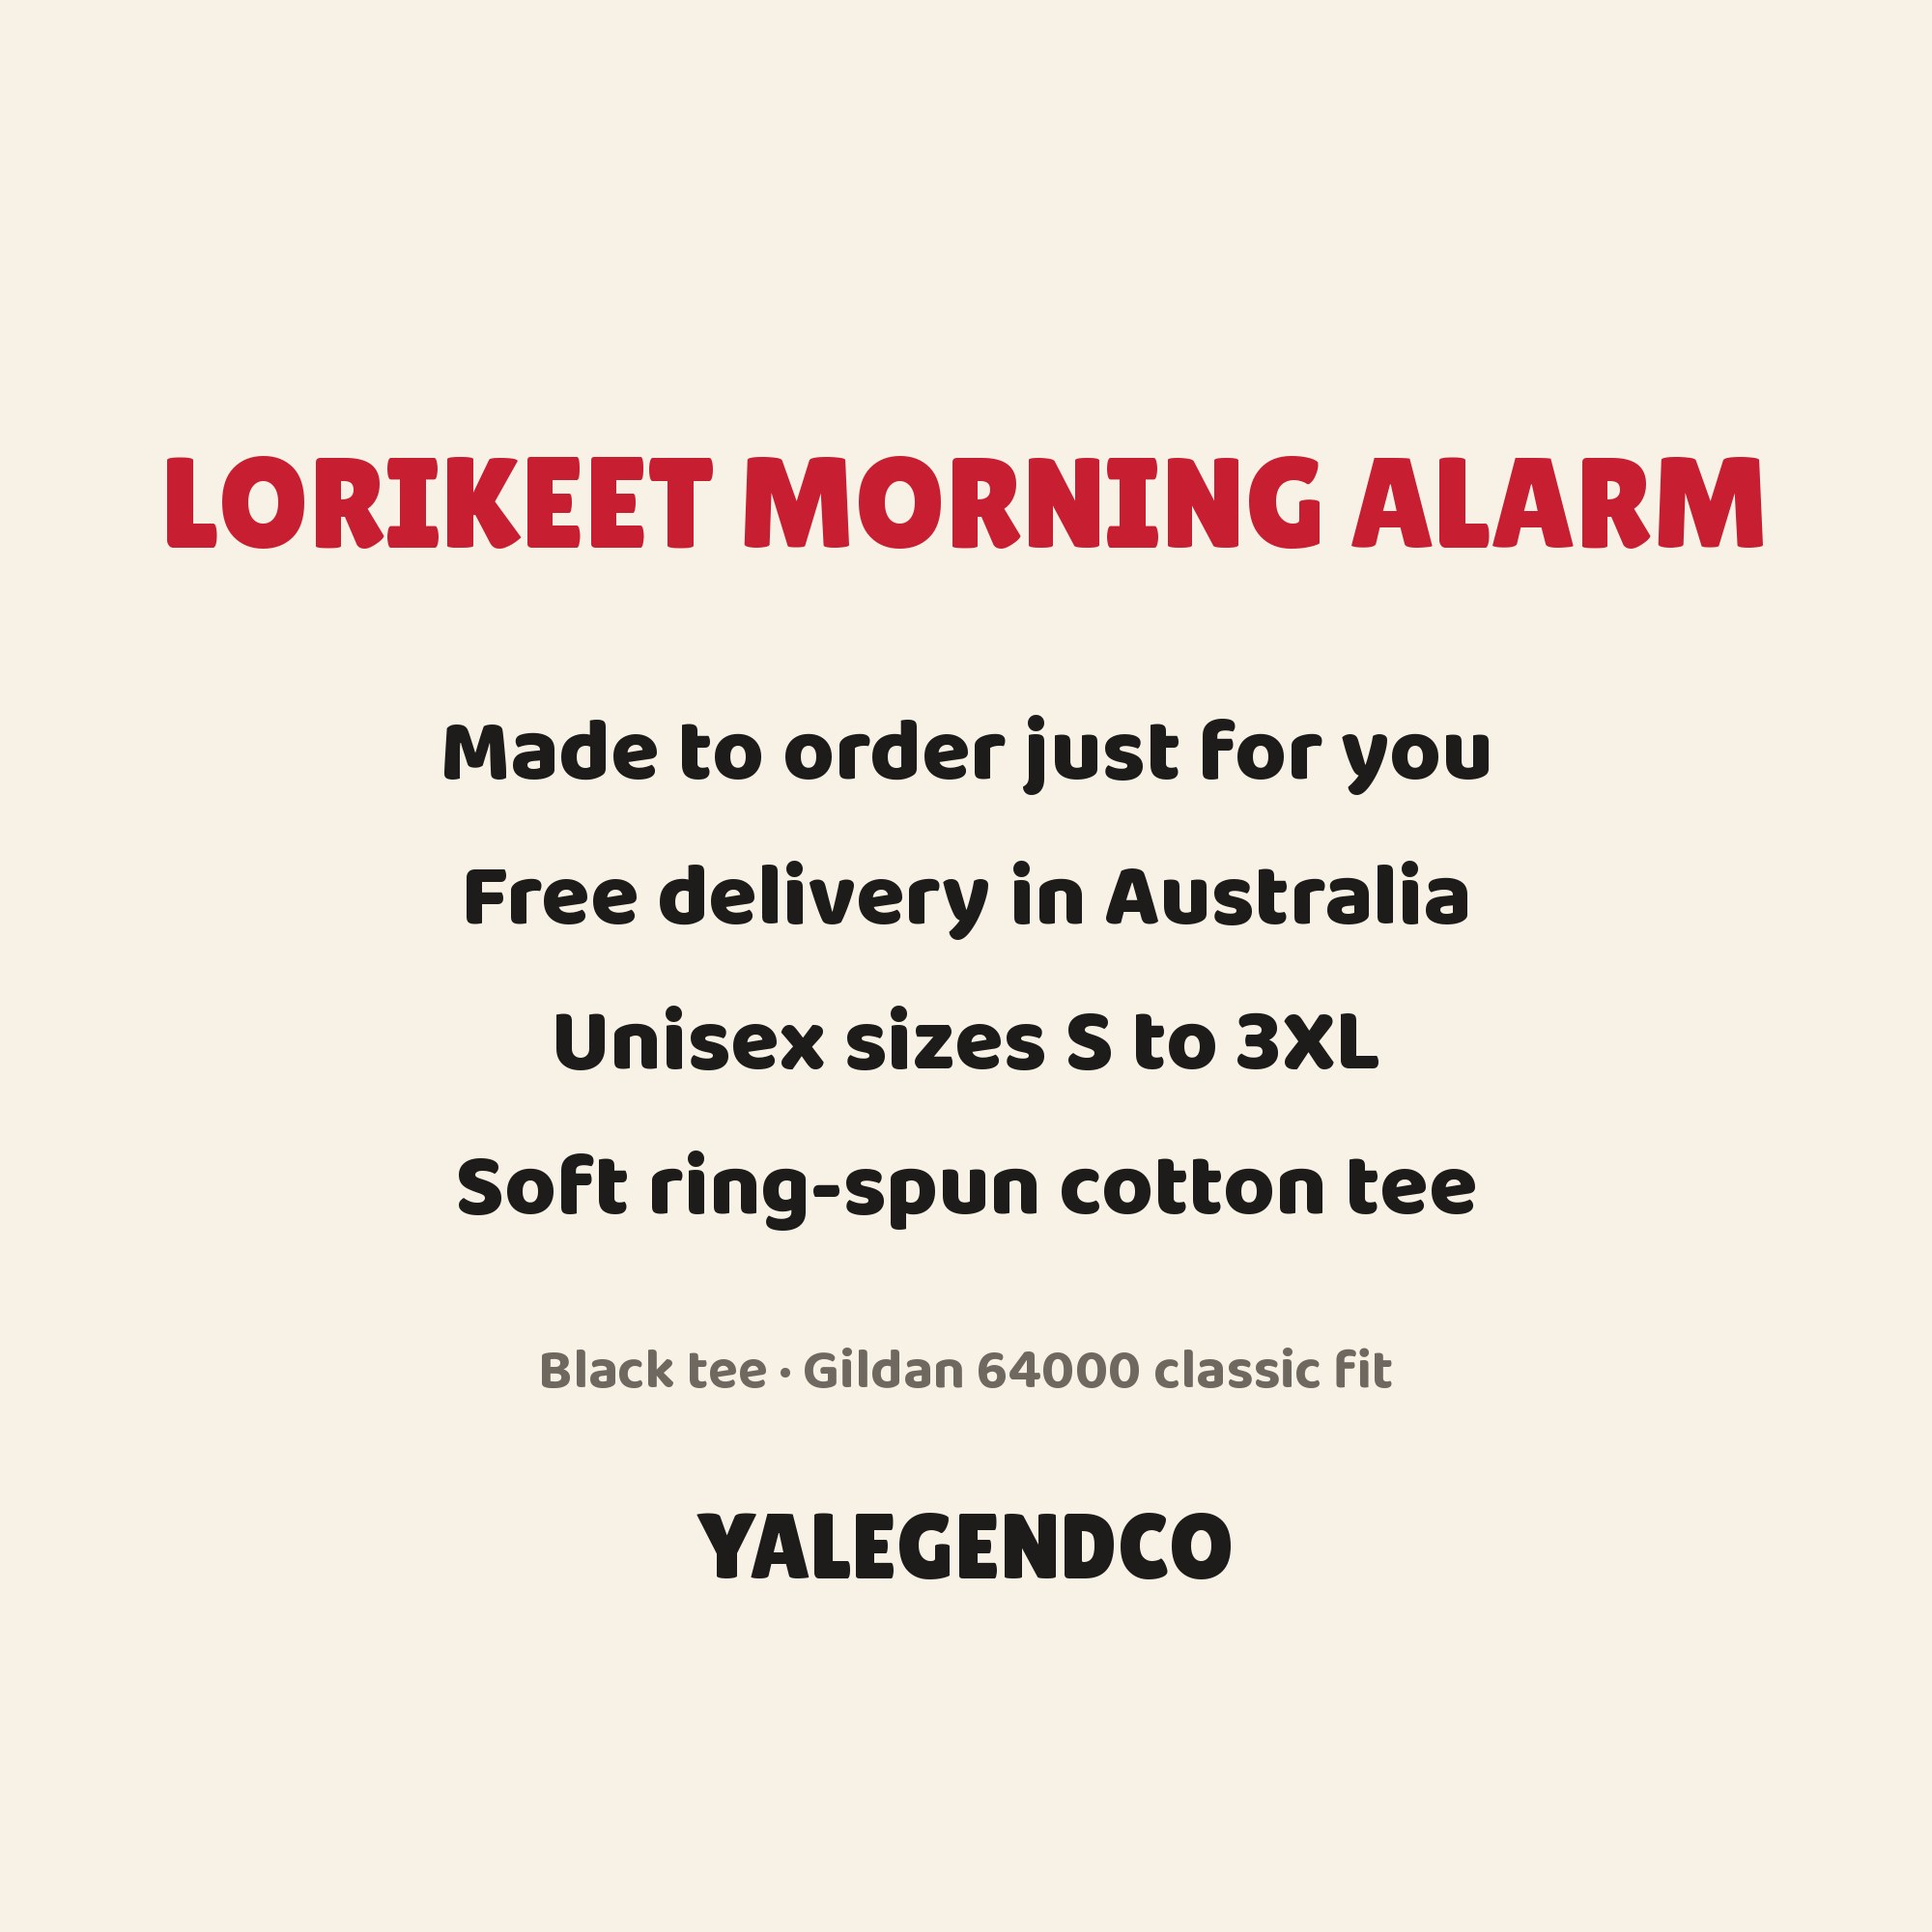 LORIKEET MORNING ALARM
Made to order just for you
Free delivery in Australia
Unisex sizes S to 3XL
Soft ring-spun cotton tee
Black tee • Gildan 64000 classic fit
YALEGENDCO